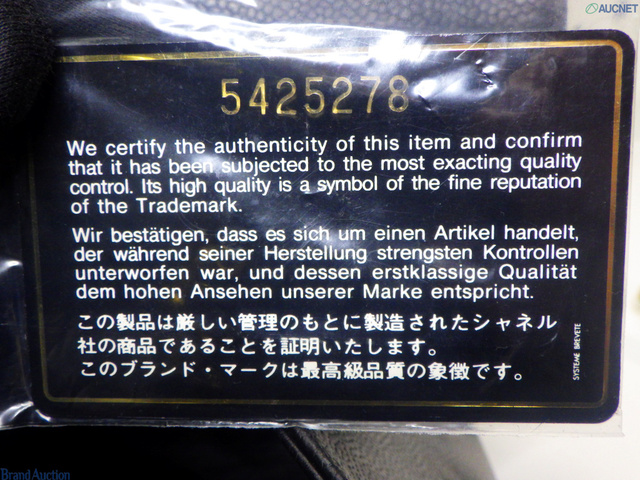 AUCNET
5425278
We certify the authenticity of this item and confirm
that it has been subjected to the most exacting quality
control. Its high quality is a symbol of the fine reputation
of the Trademark.
Wir bestätigen, dass es sich um einen Artikel handelt,
der während seiner Herstellung strengsten Kontrollen
unterworfen war, und dessen erstklassige Qualität
dem hohen Ansehen unserer Marke entspricht.
この製品は厳しい管理のもとに製造されたシャネル
社の商品であることを証明いたします。
このブランド・マークは最高級品質の象徴です。
SYSTEME BREVETE
Brand Auction